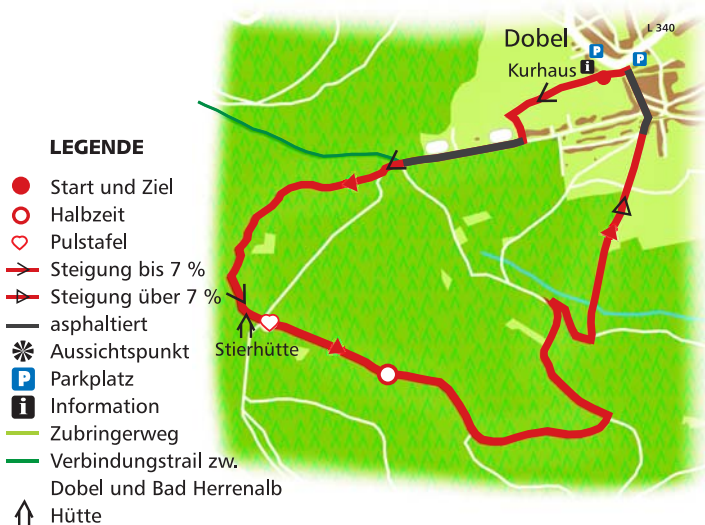 L 340
Dobel
P
P
Kurhaus
i
LEGENDE
Start und Ziel
Halbzeit
Pulstafel
Steigung bis 7 %
Steigung über 7 %
asphaltiert
Stierhütte
Aussichtspunkt
P Parkplatz
i Information
Zubringerweg
Verbindungstrail zw.
Dobel und Bad Herrenalb
Hütte